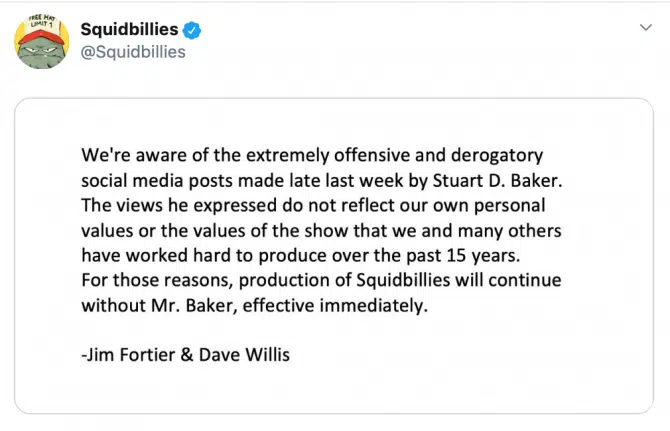 FREE HAT
LIMIT 1
Squidbillies
@Squidbillies
We're aware of the extremely offensive and derogatory
social media posts made late last week by Stuart D. Baker.
The views he expressed do not reflect our own personal
values or the values of the show that we and many others
have worked hard to produce over the past 15 years.
For those reasons, production of Squidbillies will continue
without Mr. Baker, effective immediately.
-Jim Fortier & Dave Willis